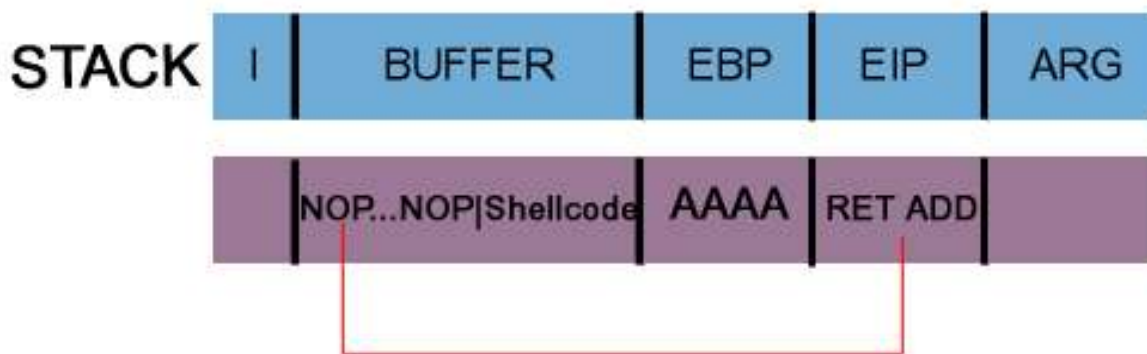 STACK I BUFFER EBP EIP ARG
NOP...NOP|Shellcode AAAA RET ADD